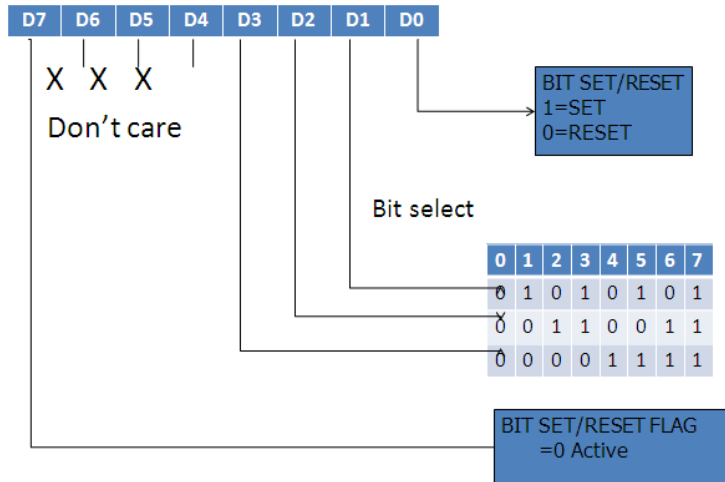 D7 D6 D5 D4 D3 D2 D1 D0
X X X
Don't care
BIT SET/RESET
1=SET
0=RESET
Bit select
0 1 2 3 4 5 6 7
0 1 0 1 0 1 0 1
0 0 1 1 0 0 1 1
0 0 0 0 1 1 1 1
BIT SET/RESET FLAG
=0 Active